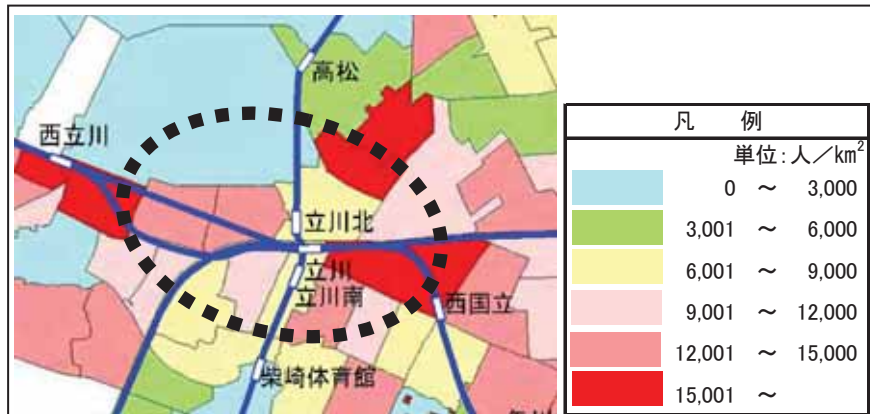 高松
西立川
立川北
立川
立川南
西国立
柴崎体育館
凡 例
単位:人/km²
0 ~ 3,000
3,001 ~ 6,000
6,001 ~ 9,000
9,001 ~ 12,000
12,001 ~ 15,000
15,001 ~